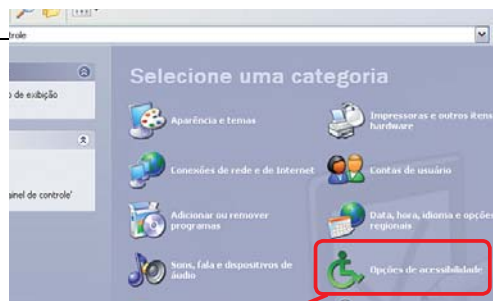 trole
Selecione uma categoria
o de exibição
ainel de controle'
Aparência e temas
Impressoras e outros itens
hardware
Conexões de rede e de Internet
Contas de usuário
Adicionar ou remover
programas
Data, hora, idioma e opções
regionais
Sons, fala e dispositivos de
áudio
Opções de acessibilidade